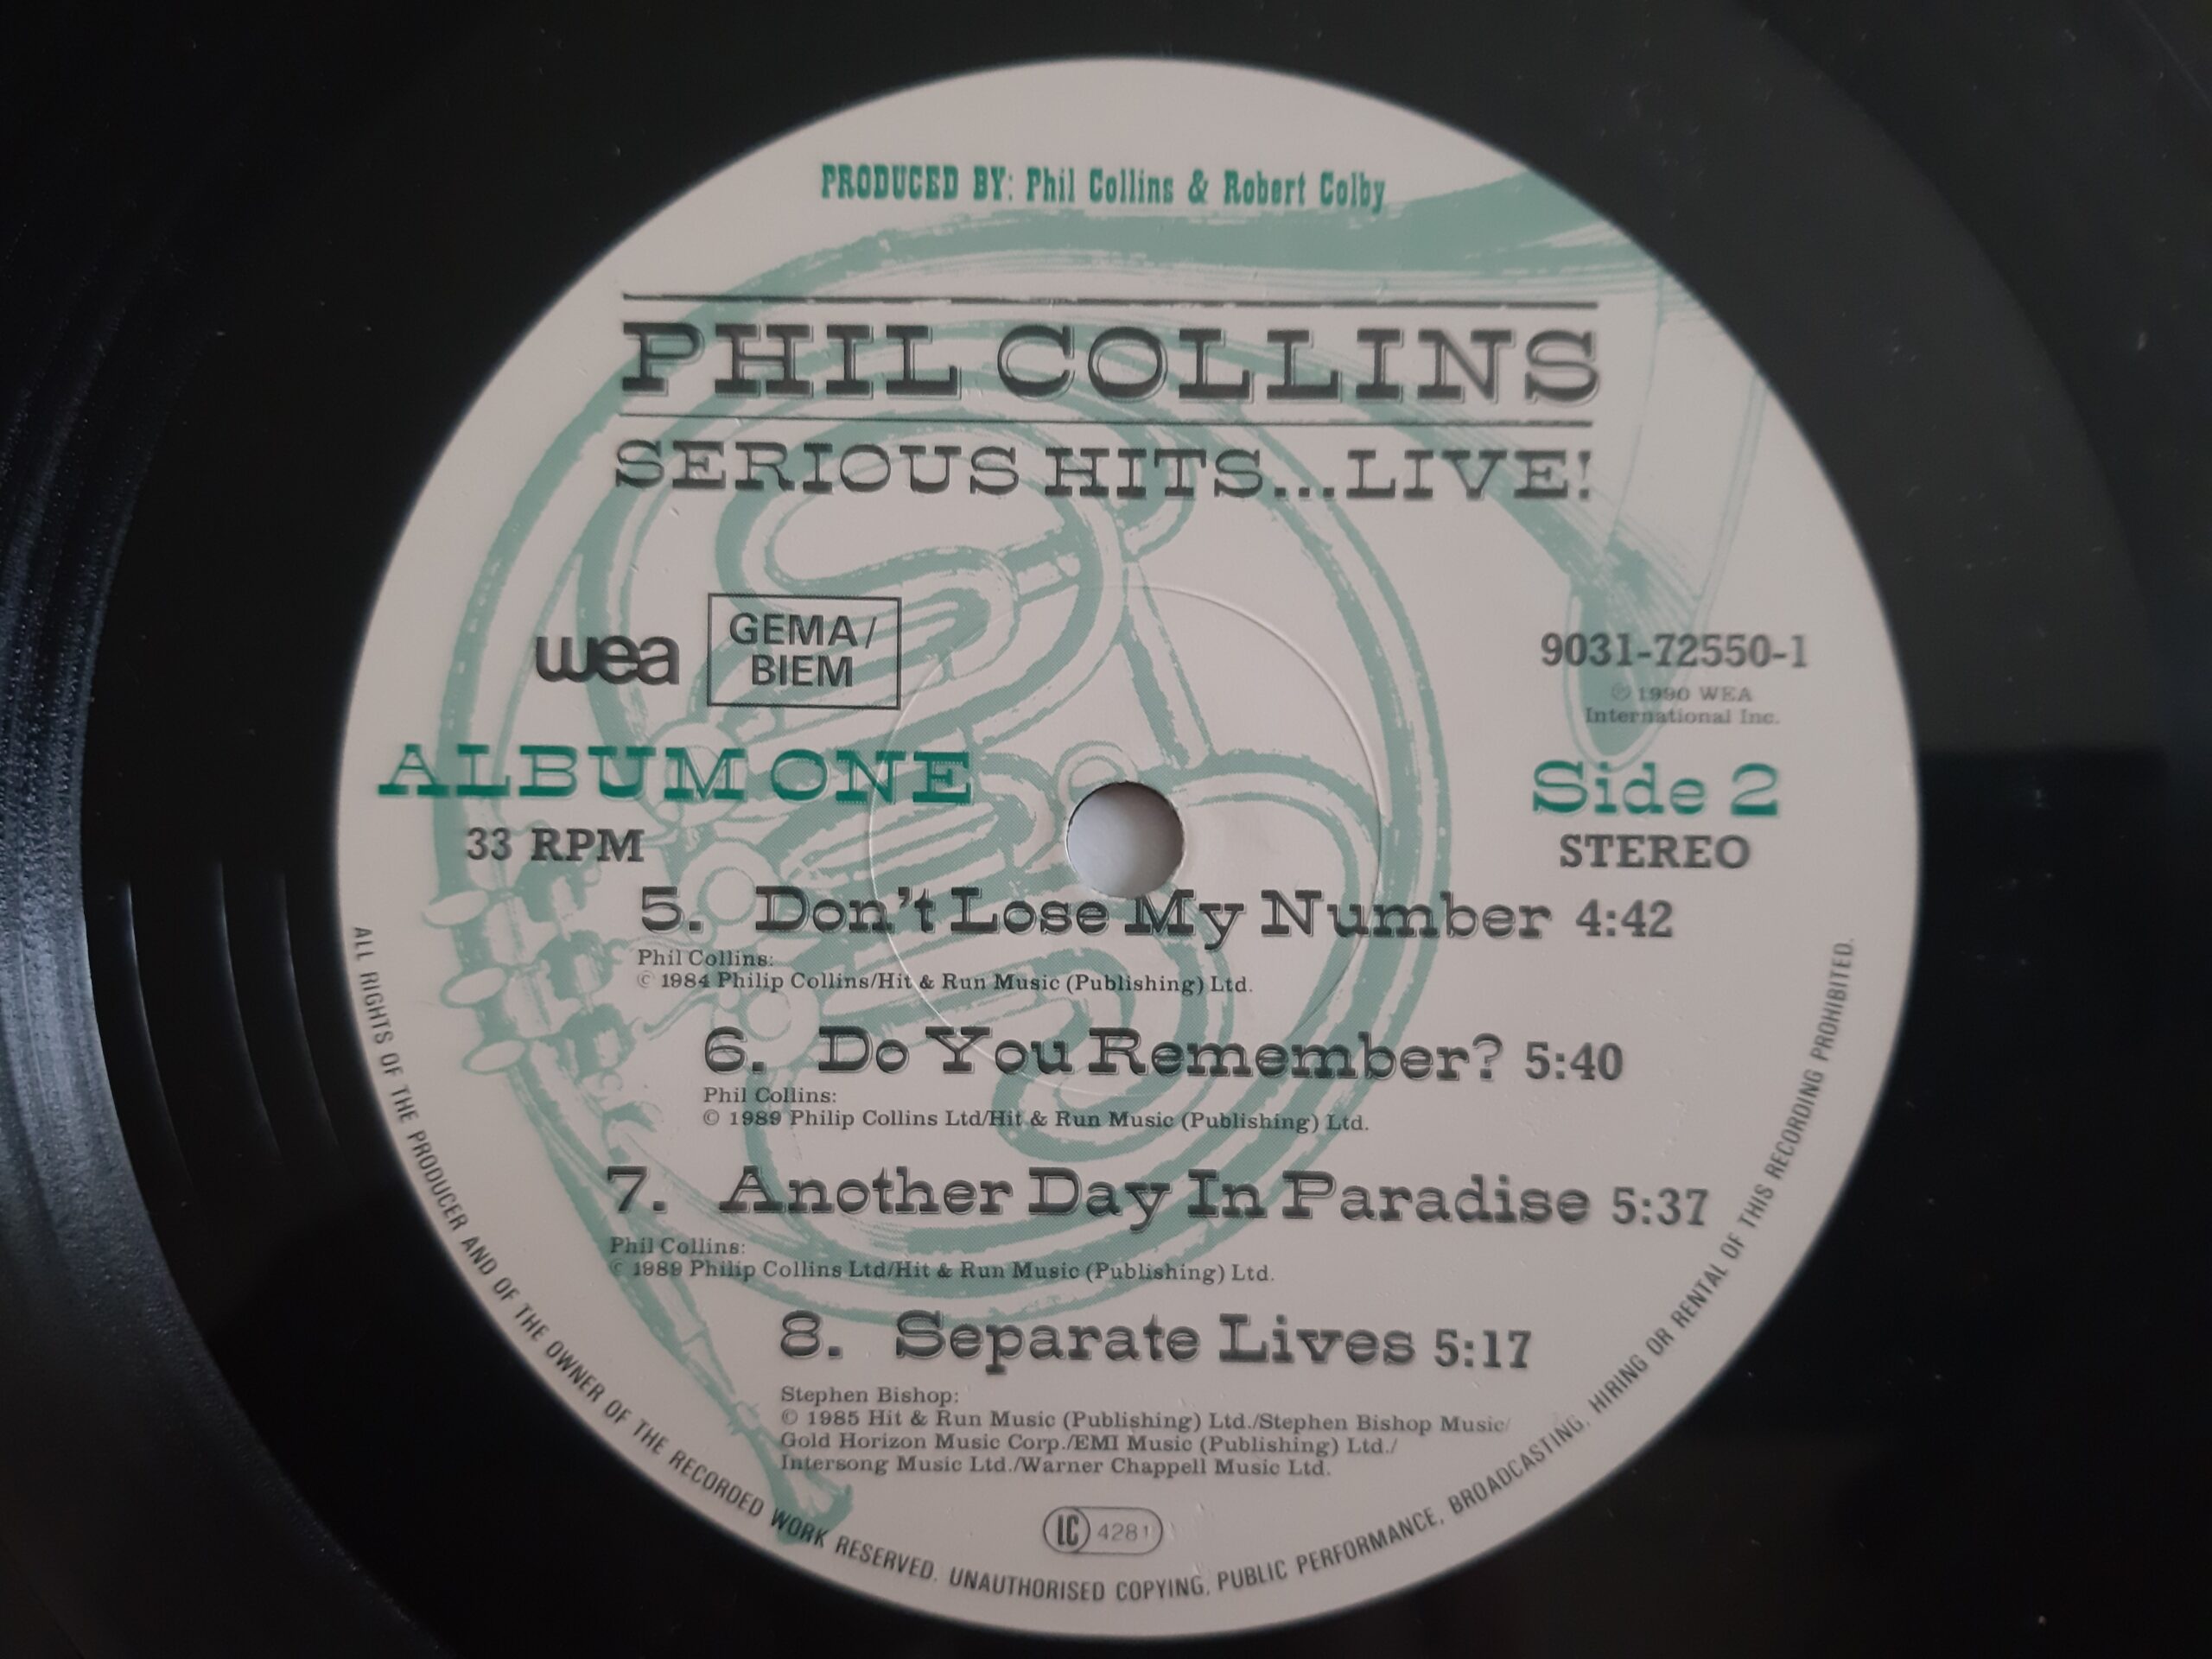 PRODUCED BY: Phil Collins & Robert Colby
PHIL COLLINS
SERIOUS HITS...LIVE!
wea
GEMA/
BIEM
9031-72550-1
℗ 1990 WEA
International Inc.
ALBUM ONE
Side 2
33 RPM
STEREO
5. Don't Lose My Number 4:42
Phil Collins:
© 1984 Philip Collins/Hit & Run Music (Publishing) Ltd.
6. Do You Remember? 5:40
Phil Collins:
© 1989 Philip Collins Ltd/Hit & Run Music (Publishing) Ltd.
7. Another Day In Paradise 5:37
Phil Collins:
© 1989 Philip Collins Ltd/Hit & Run Music (Publishing) Ltd.
8. Separate Lives 5:17
Stephen Bishop:
© 1985 Hit & Run Music (Publishing) Ltd./Stephen Bishop Music/
Gold Horizon Music Corp./EMI Music (Publishing) Ltd./
Intersong Music Ltd./Warner Chappell Music Ltd.
LC 4281
ALL RIGHTS OF THE PRODUCER AND OF THE OWNER OF THE RECORDED WORK RESERVED. UNAUTHORISED COPYING, PUBLIC PERFORMANCE, BROADCASTING, HIRING OR RENTAL OF THIS RECORDING PROHIBITED.